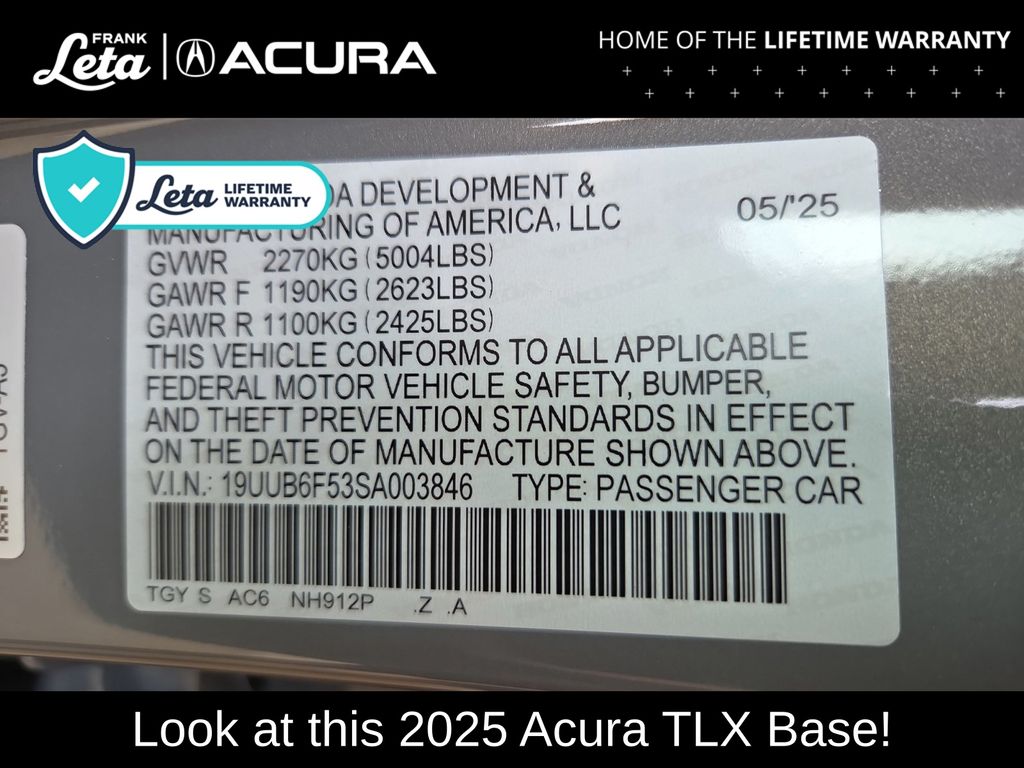 FRANK
Leta
ACURA
HOME OF THE LIFETIME WARRANTY
Leta LIFETIME
WARRANTY
DA DEVELOPMENT &
MANUFACTURING OF AMERICA, LLC
05/'25
GVWR 2270KG (5004LBS)
GAWR F 1190KG (2623LBS)
GAWR R 1100KG (2425LBS)
THIS VEHICLE CONFORMS TO ALL APPLICABLE
FEDERAL MOTOR VEHICLE SAFETY, BUMPER,
AND THEFT PREVENTION STANDARDS IN EFFECT
ON THE DATE OF MANUFACTURE SHOWN ABOVE.
V.I.N.: 19UUB6F53SA003846 TYPE: PASSENGER CAR
TGY S AC6 NH912P .Z .A
Look at this 2025 Acura TLX Base!